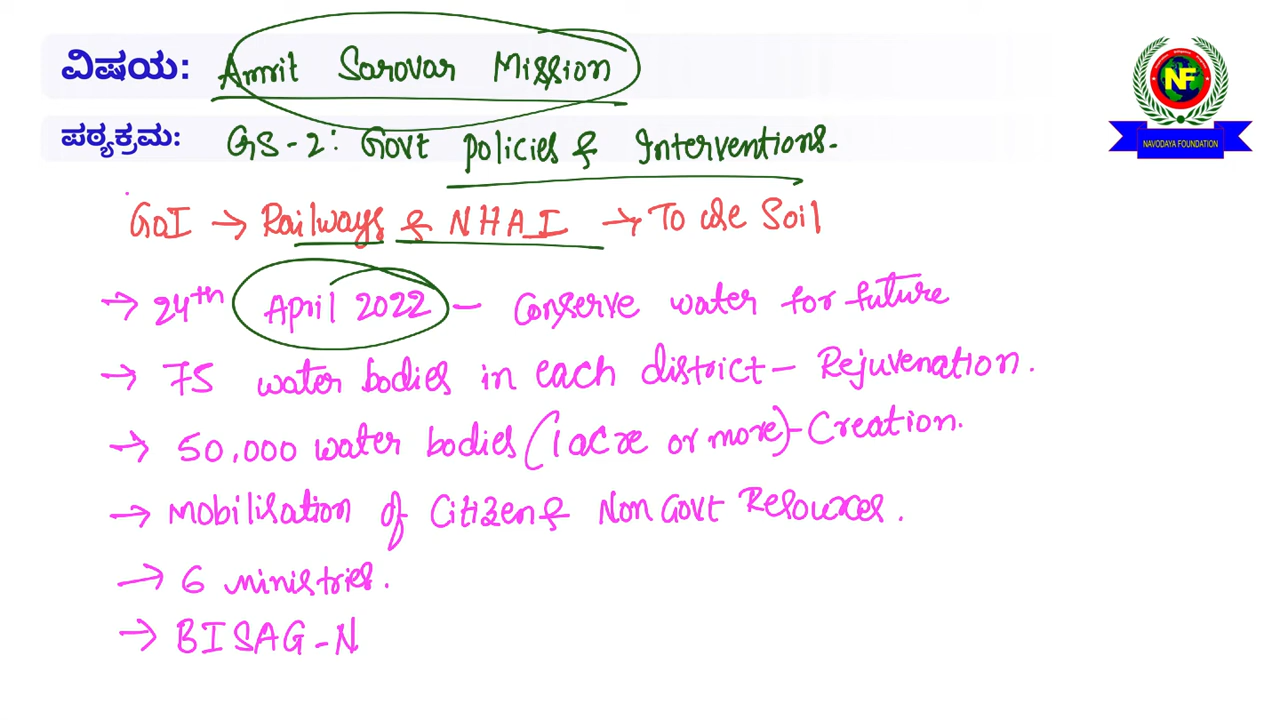 ವಿಷಯ: Amrit Sarovar Mission
ಪಠ್ಯಕ್ರಮ: GS-2: Govt policies & Interventions.
NF
NAVODAYA FOUNDATION
GoI → Railways & NHAI → To use Soil
→ 24th April 2022 - Conserve water for future
→ 75 water bodies in each district - Rejuvenation.
→ 50,000 water bodies (1 acre or more) - Creation.
→ Mobilisation of Citizen & Non Govt Resources.
→ 6 ministries.
→ BISAG-N